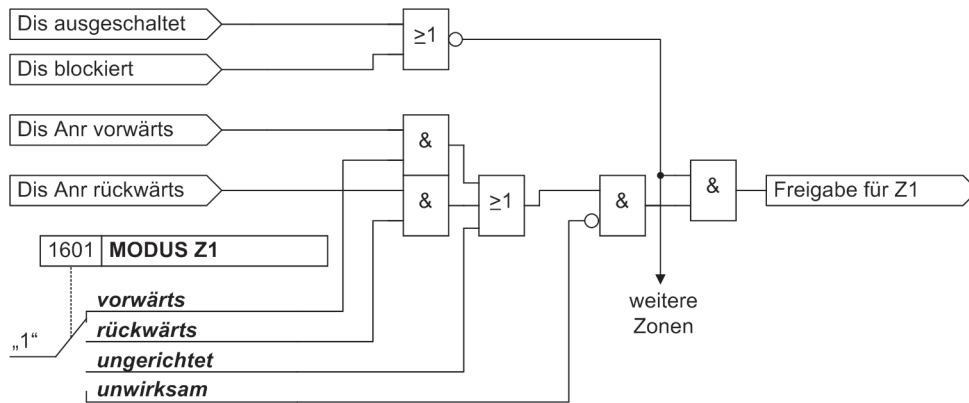 Dis ausgeschaltet
≥1
Dis blockiert
Dis Anr vorwärts
&
Dis Anr rückwärts
&
≥1
&
&
Freigabe für Z1
1601 MODUS Z1
vorwärts
„1“
rückwärts
ungerichtet
unwirksam
weitere
Zonen